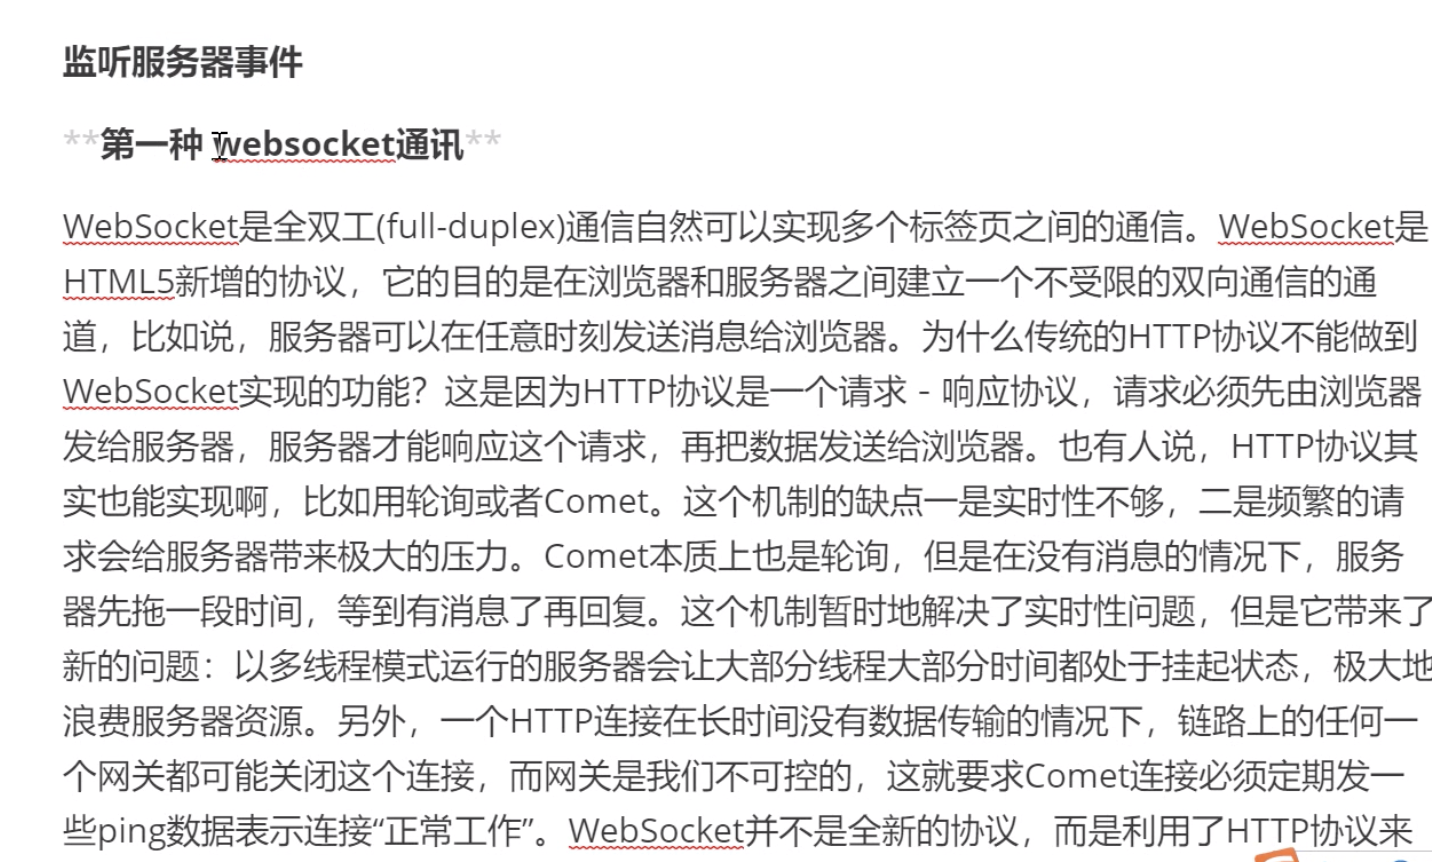 监听服务器事件
**第一种 websocket通讯**
WebSocket是全双工(full-duplex)通信自然可以实现多个标签页之间的通信。WebSocket是
HTML5新增的协议，它的目的是在浏览器和服务器之间建立一个不受限的双向通信的通
道，比如说，服务器可以在任意时刻发送消息给浏览器。为什么传统的HTTP协议不能做到
WebSocket实现的功能？这是因为HTTP协议是一个请求 - 响应协议，请求必须先由浏览器
发给服务器，服务器才能响应这个请求，再把数据发送给浏览器。也有人说，HTTP协议其
实也能实现啊，比如用轮询或者Comet。这个机制的缺点一是实时性不够，二是频繁的请
求会给服务器带来极大的压力。Comet本质上也是轮询，但是在没有消息的情况下，服务
器先拖一段时间，等到有消息了再回复。这个机制暂时地解决了实时性问题，但是它带来了
新的问题：以多线程模式运行的服务器会让大部分线程大部分时间都处于挂起状态，极大地
浪费服务器资源。另外，一个HTTP连接在长时间没有数据传输的情况下，链路上的任何一
个网关都可能关闭这个连接，而网关是我们不可控的，这就要求Comet连接必须定期发一
些ping数据表示连接“正常工作”。WebSocket并不是全新的协议，而是利用了HTTP协议来